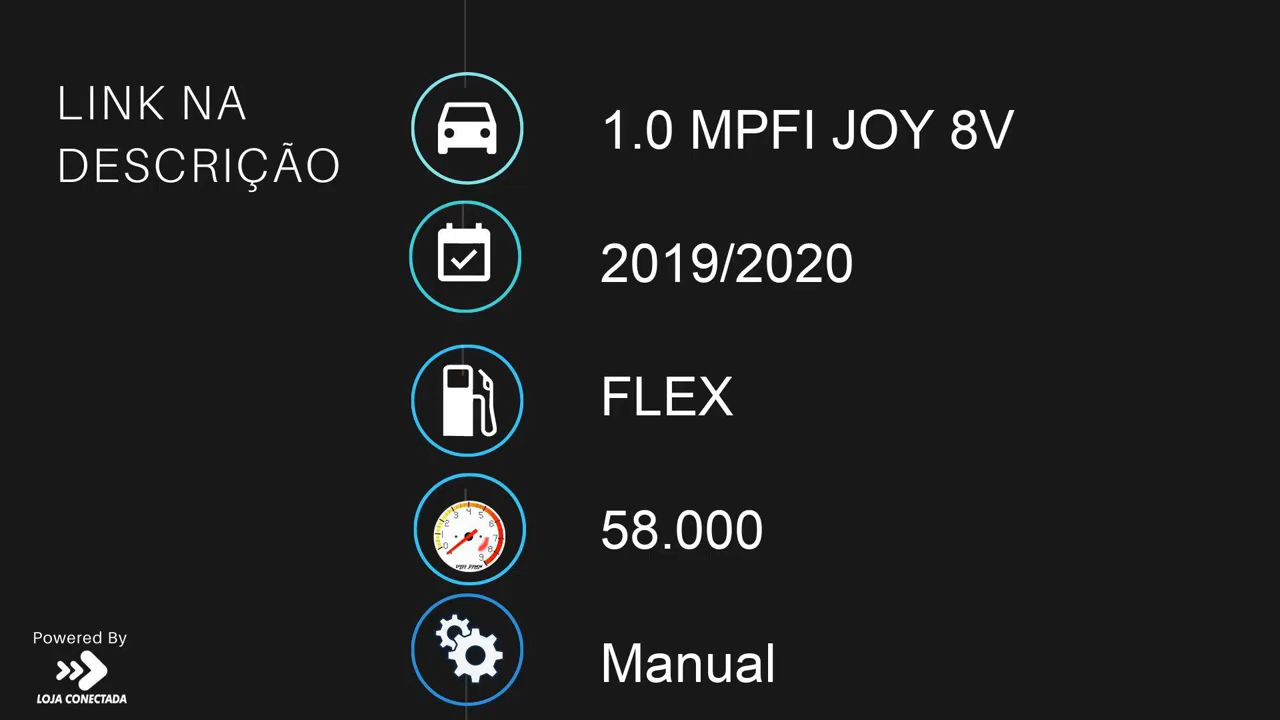 LINK NA
DESCRIÇÃO
1.0 MPFI JOY 8V
2019/2020
FLEX
58.000
Manual
Powered By
LOJA CONECTADA